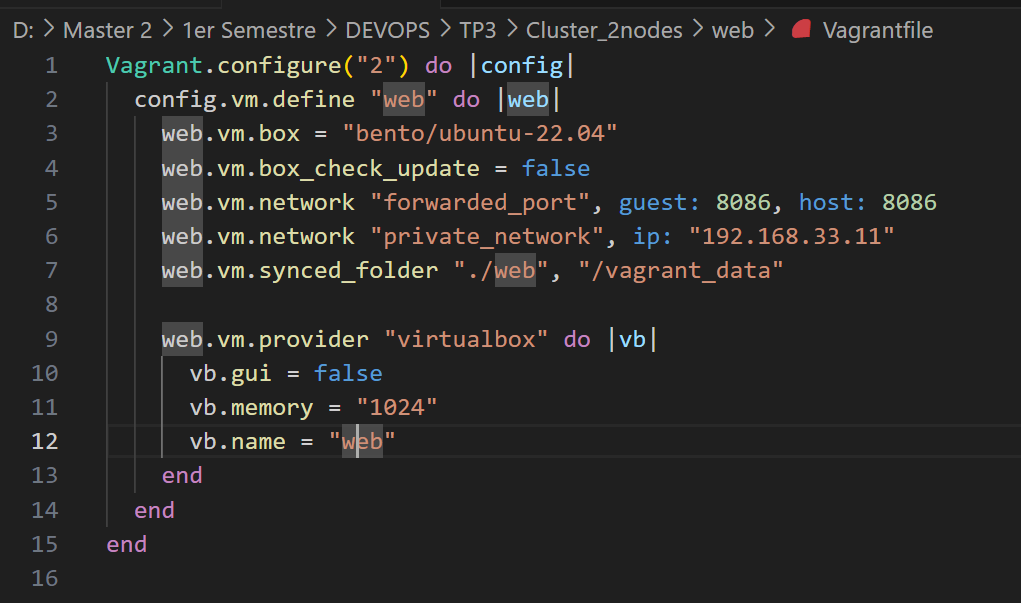 D: > Master 2 > 1er Semestre > DEVOPS > TP3 > Cluster_2nodes > web > Vagrantfile
1 Vagrant.configure("2") do |config|
2   config.vm.define "web" do |web|
3     web.vm.box = "bento/ubuntu-22.04"
4     web.vm.box_check_update = false
5     web.vm.network "forwarded_port", guest: 8086, host: 8086
6     web.vm.network "private_network", ip: "192.168.33.11"
7     web.vm.synced_folder "./web", "/vagrant_data"
8
9     web.vm.provider "virtualbox" do |vb|
10       vb.gui = false
11       vb.memory = "1024"
12       vb.name = "web"
13     end
14   end
15 end
16